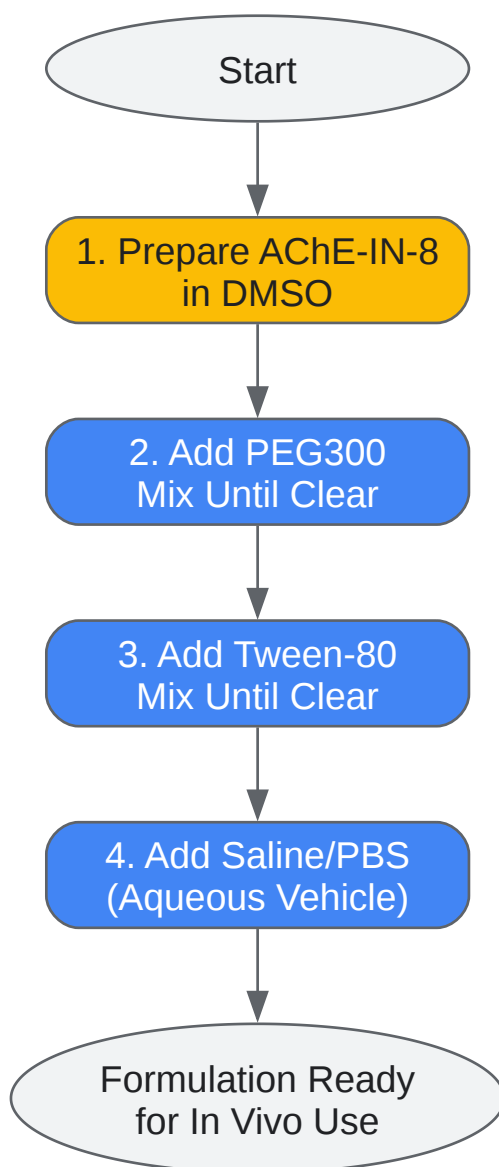 Start
1. Prepare AChE-IN-8
in DMSO
2. Add PEG300
Mix Until Clear
3. Add Tween-80
Mix Until Clear
4. Add Saline/PBS
(Aqueous Vehicle)
Formulation Ready
for In Vivo Use